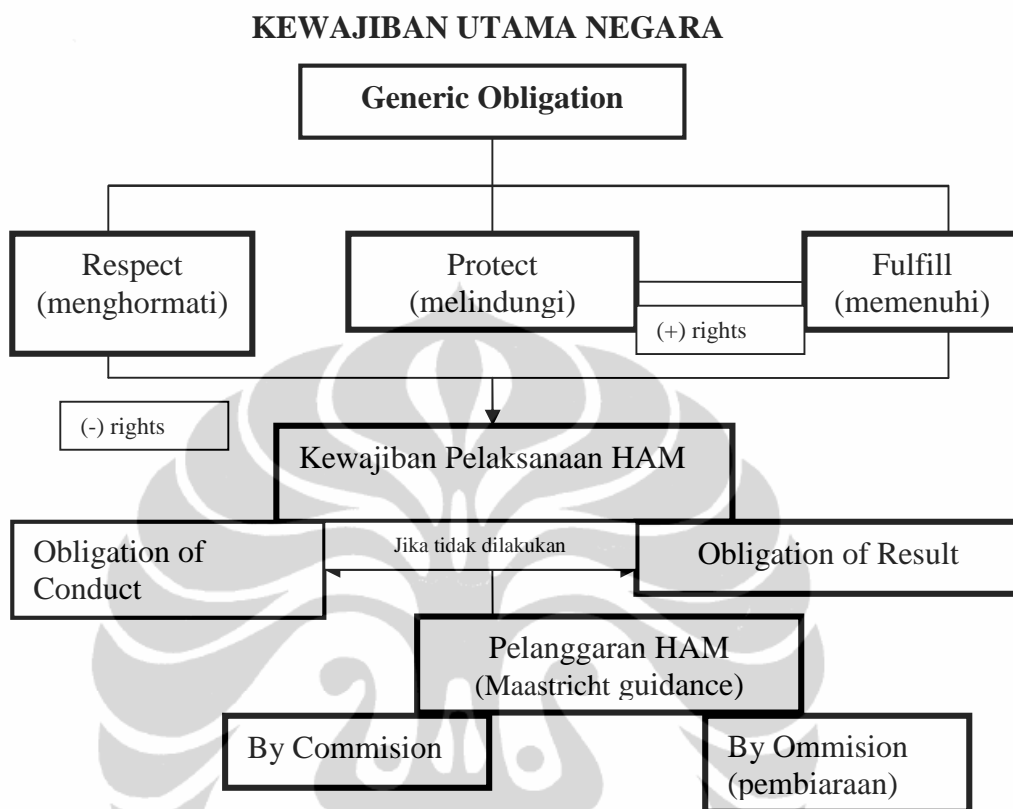 KEWAJIBAN UTAMA NEGARA
Generic Obligation
Respect
(menghormati)
Protect
(melindungi)
Fulfill
(memenuhi)
(+) rights
(-) rights
Kewajiban Pelaksanaan HAM
Obligation of
Conduct
Jika tidak dilakukan
Obligation of Result
Pelanggaran HAM
(Maastricht guidance)
By Commision
By Ommision
(pembiaraan)